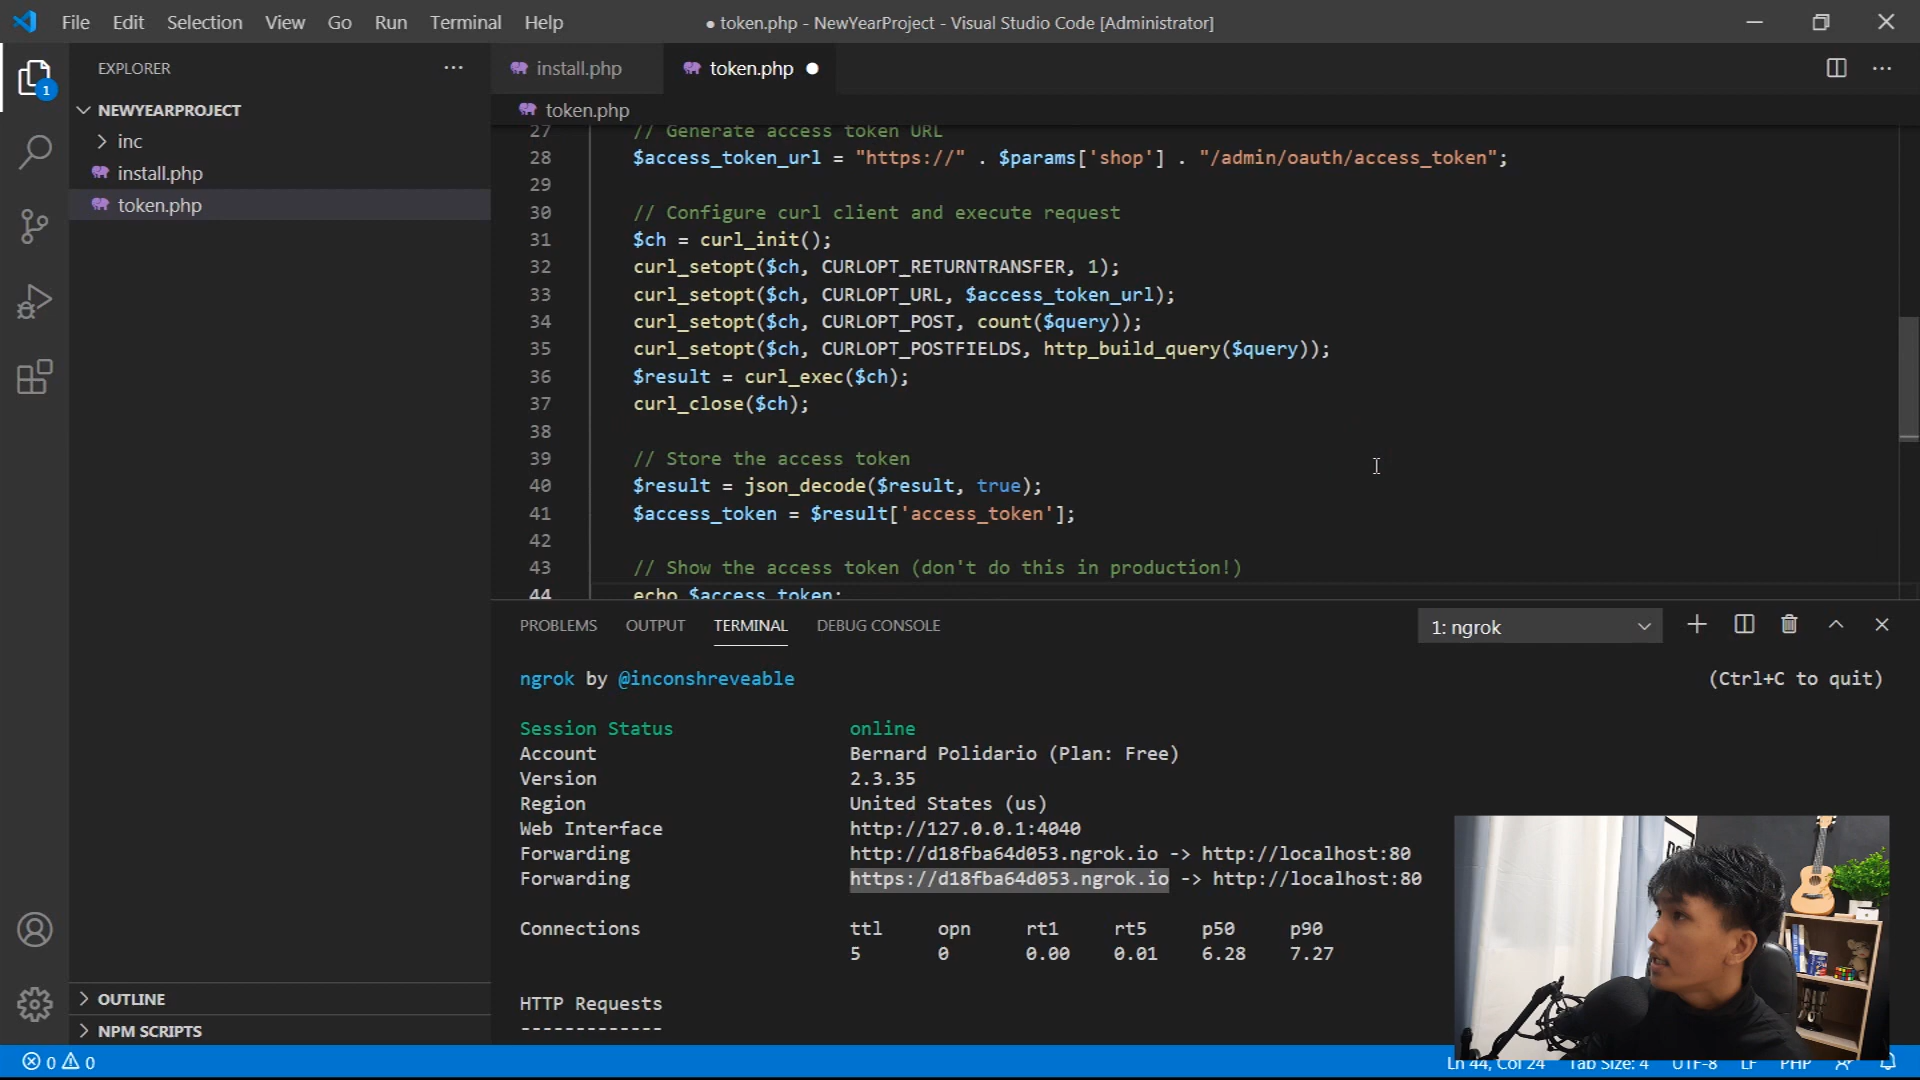 File Edit Selection View Go Run Terminal Help
● token.php - NewYearProject - Visual Studio Code [Administrator]
EXPLORER ···
1
NEWYEARPROJECT
inc
install.php
token.php
OUTLINE
NPM SCRIPTS
install.php token.php
token.php
27 // Generate access token URL
28 $access_token_url = "https://" . $params['shop'] . "/admin/oauth/access_token";
29
30 // Configure curl client and execute request
31 $ch = curl_init();
32 curl_setopt($ch, CURLOPT_RETURNTRANSFER, 1);
33 curl_setopt($ch, CURLOPT_URL, $access_token_url);
34 curl_setopt($ch, CURLOPT_POST, count($query));
35 curl_setopt($ch, CURLOPT_POSTFIELDS, http_build_query($query));
36 $result = curl_exec($ch);
37 curl_close($ch);
38
39 // Store the access token
40 $result = json_decode($result, true);
41 $access_token = $result['access_token'];
42
43 // Show the access token (don't do this in production!)
44 echo $access_token;
PROBLEMS OUTPUT TERMINAL DEBUG CONSOLE 1: ngrok
ngrok by @inconshreveable (Ctrl+C to quit)
Session Status online
Account Bernard Polidario (Plan: Free)
Version 2.3.35
Region United States (us)
Web Interface http://127.0.0.1:4040
Forwarding http://d18fba64d053.ngrok.io -> http://localhost:80
Forwarding https://d18fba64d053.ngrok.io -> http://localhost:80
Connections ttl opn rt1 rt5 p50 p90
5 0 0.00 0.01 6.28 7.27
HTTP Requests
-------------
0 0 Ln 44, Col 24 Tab Size: 4 UTF-8 LF PHP